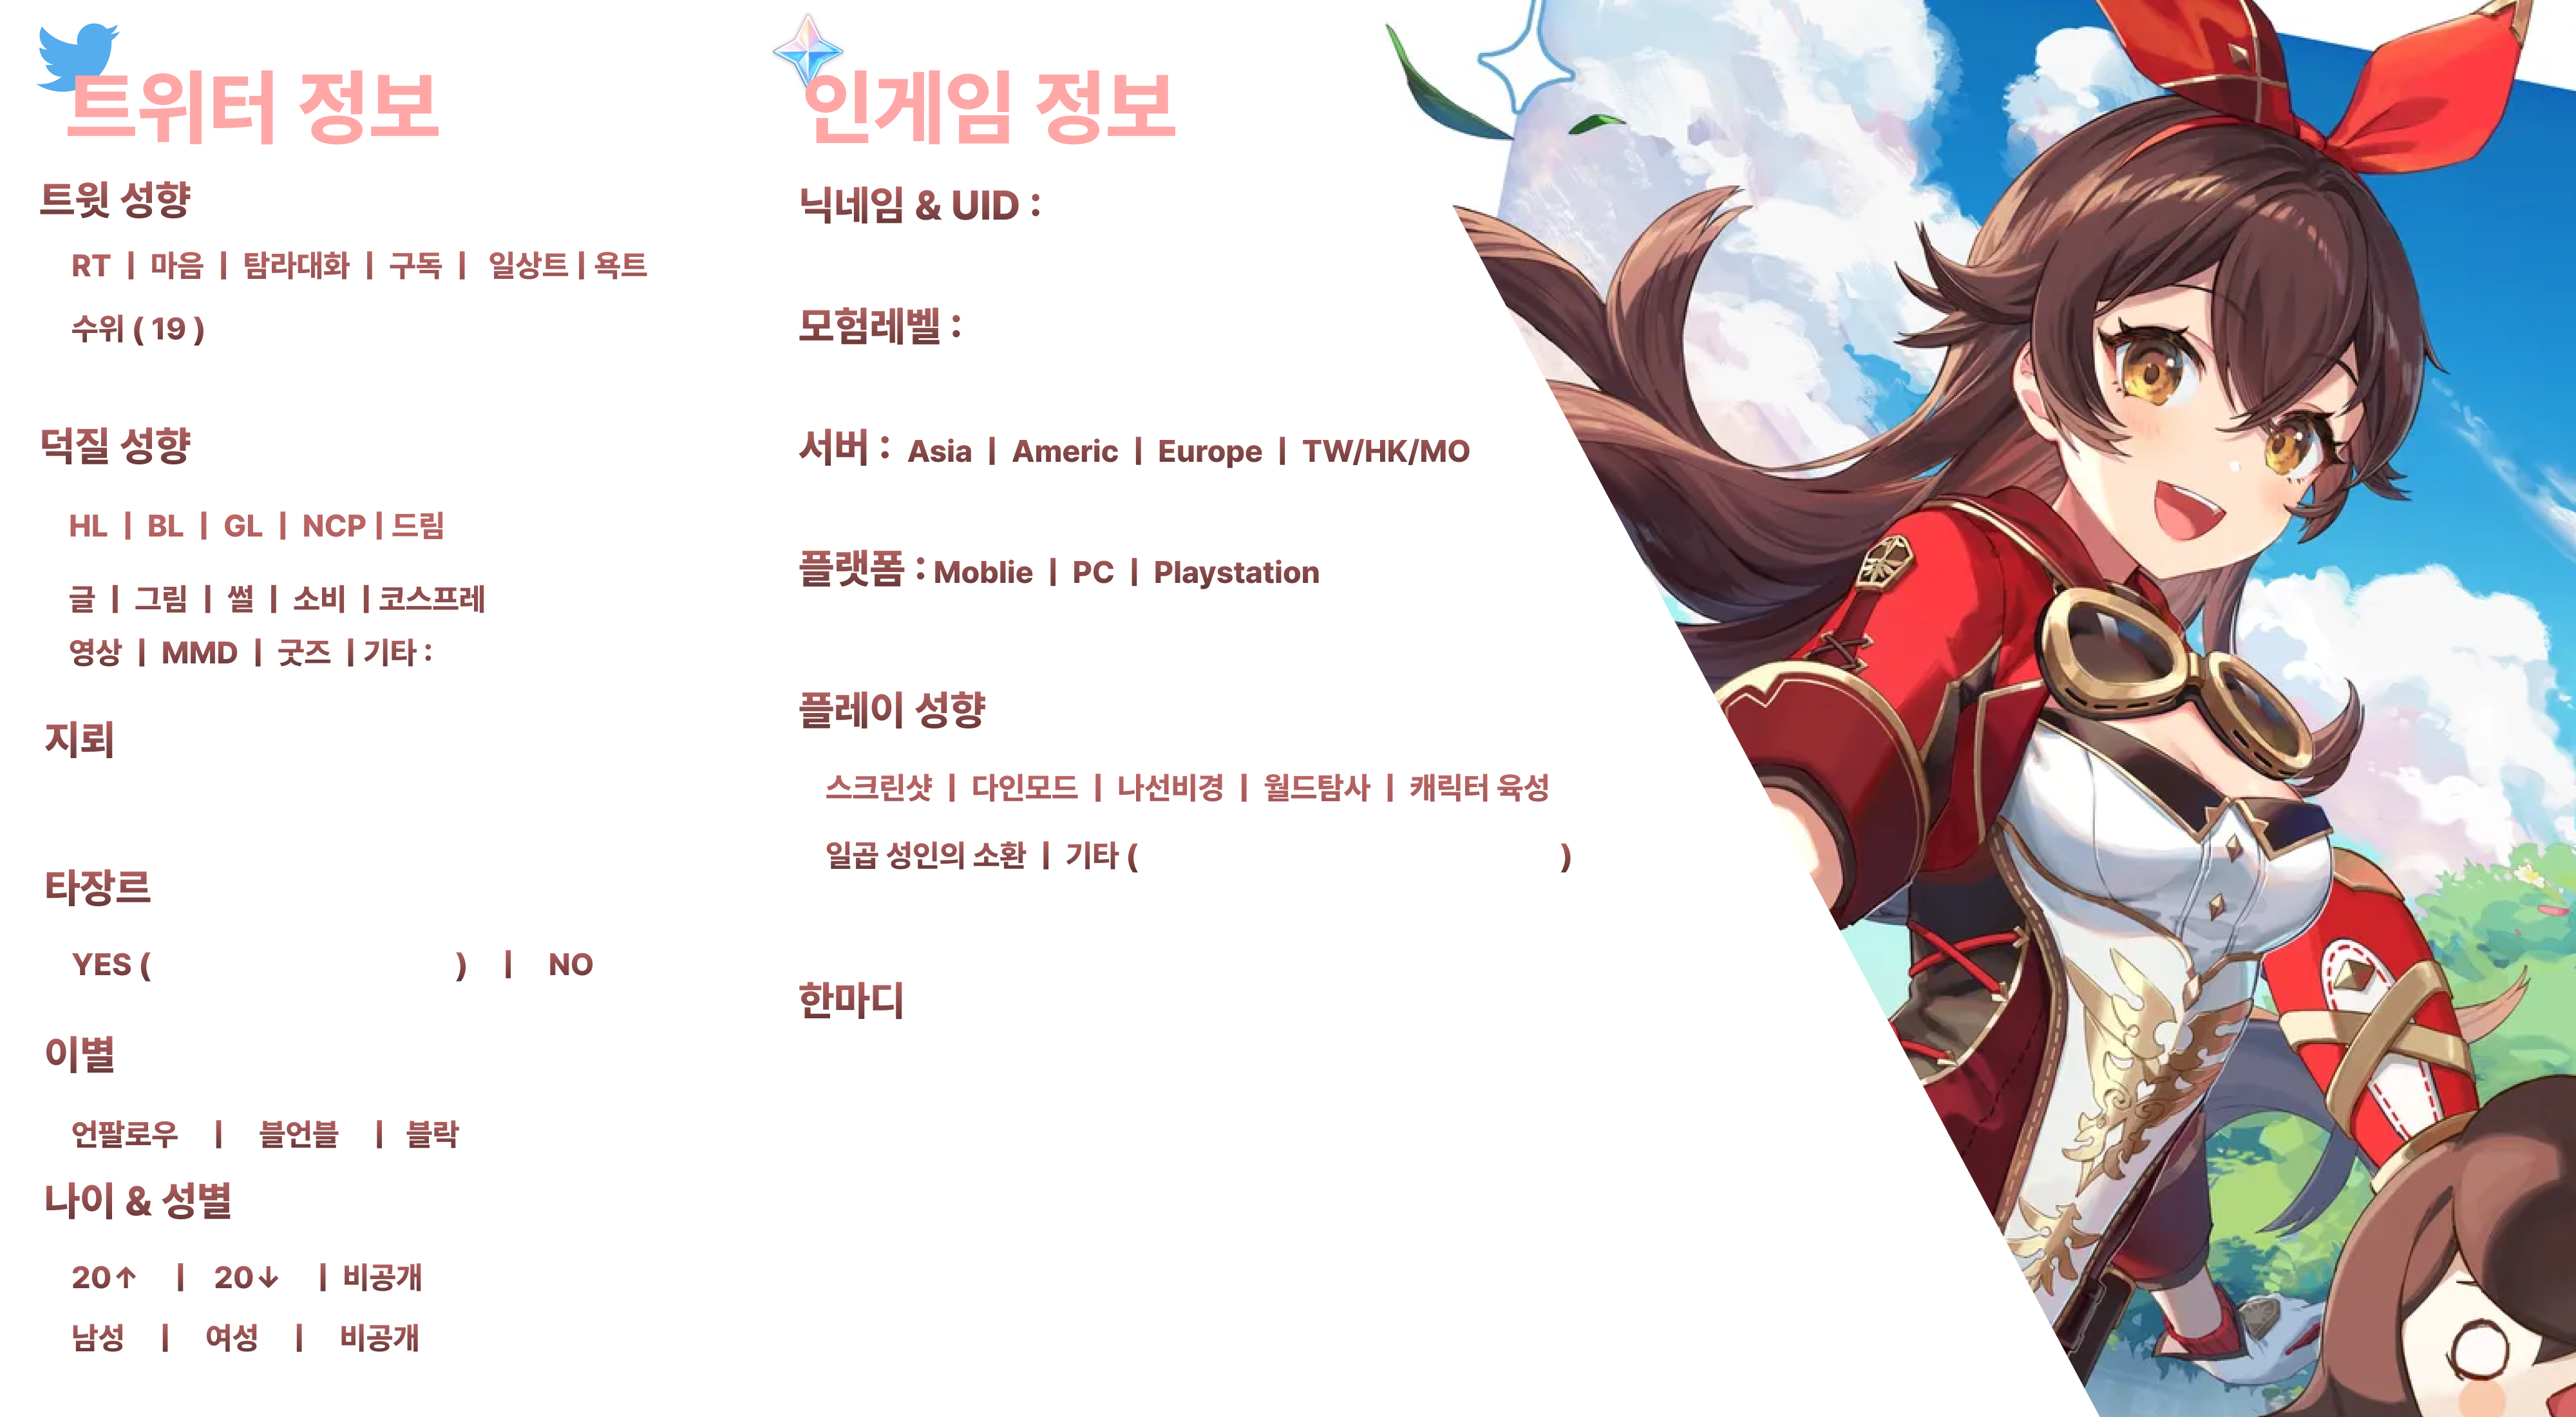 트위터 정보
트윗 성향
RT | 마음 | 탐라대화 | 구독 | 일상트 | 욕트
수위 ( 19 )
덕질 성향
HL | BL | GL | NCP | 드림
글 | 그림 | 썰 | 소비 | 코스프레
영상 | MMD | 굿즈 | 기타 :
지뢰
타장르
YES ( ) | NO
이별
언팔로우 | 블언블 | 블락
나이 & 성별
20↑ | 20↓ | 비공개
남성 | 여성 | 비공개
인게임 정보
닉네임 & UID :
모험레벨 :
서버 : Asia | Americ | Europe | TW/HK/MO
플랫폼 : Moblie | PC | Playstation
플레이 성향
스크린샷 | 다인모드 | 나선비경 | 월드탐사 | 캐릭터 육성
일곱 성인의 소환 | 기타 ( )
한마디